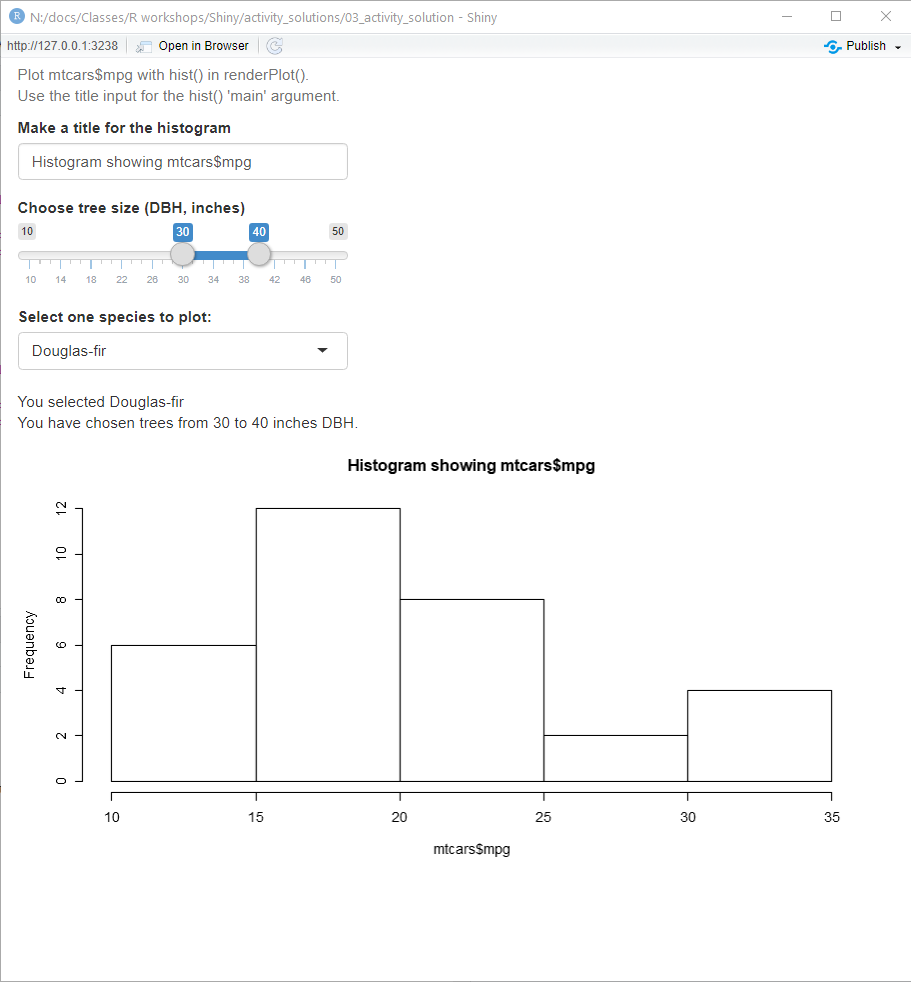 N:/docs/Classes/R workshops/Shiny/activity_solutions/03_activity_solution - Shiny
http://127.0.0.1:3238 Open in Browser Publish
Plot mtcars$mpg with hist() in renderPlot().
Use the title input for the hist() 'main' argument.
Make a title for the histogram
Histogram showing mtcars$mpg
Choose tree size (DBH, inches)
10 30 40 50
10 14 18 22 26 30 34 38 42 46 50
Select one species to plot:
Douglas-fir
You selected Douglas-fir
You have chosen trees from 30 to 40 inches DBH.
Histogram showing mtcars$mpg
12
10
8
6
4
2
0
Frequency
10 15 20 25 30 35
mtcars$mpg